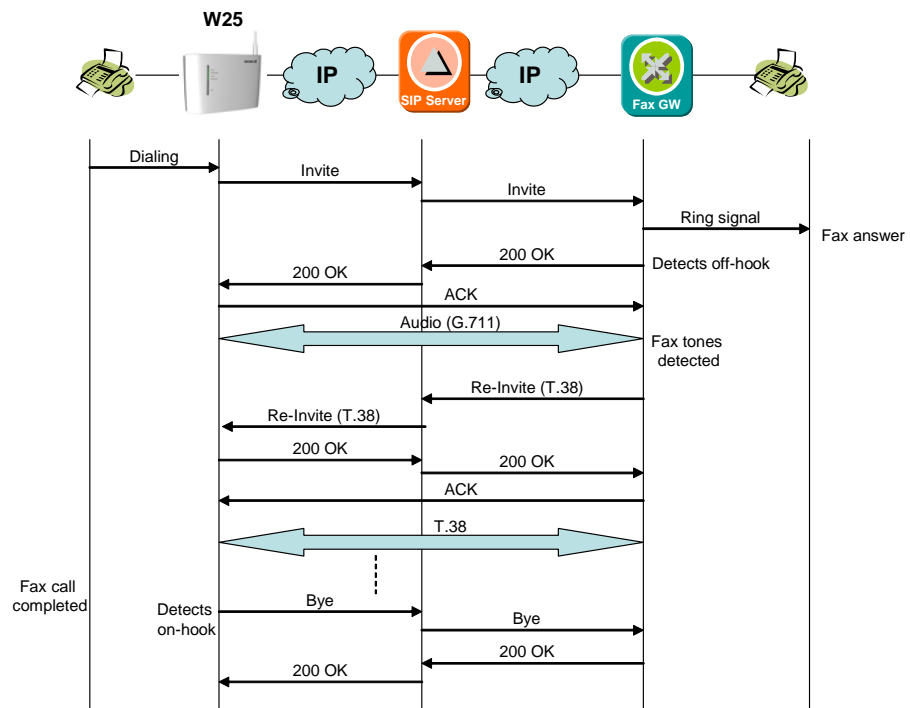 W25
IP
SIP Server
IP
Fax GW
Dialing
Invite
Invite
Ring signal
Fax answer
200 OK
Detects off-hook
200 OK
ACK
Audio (G.711)
Fax tones
detected
Re-Invite (T.38)
Re-Invite (T.38)
200 OK
200 OK
ACK
T.38
Fax call
completed
Detects
on-hook
Bye
Bye
200 OK
200 OK